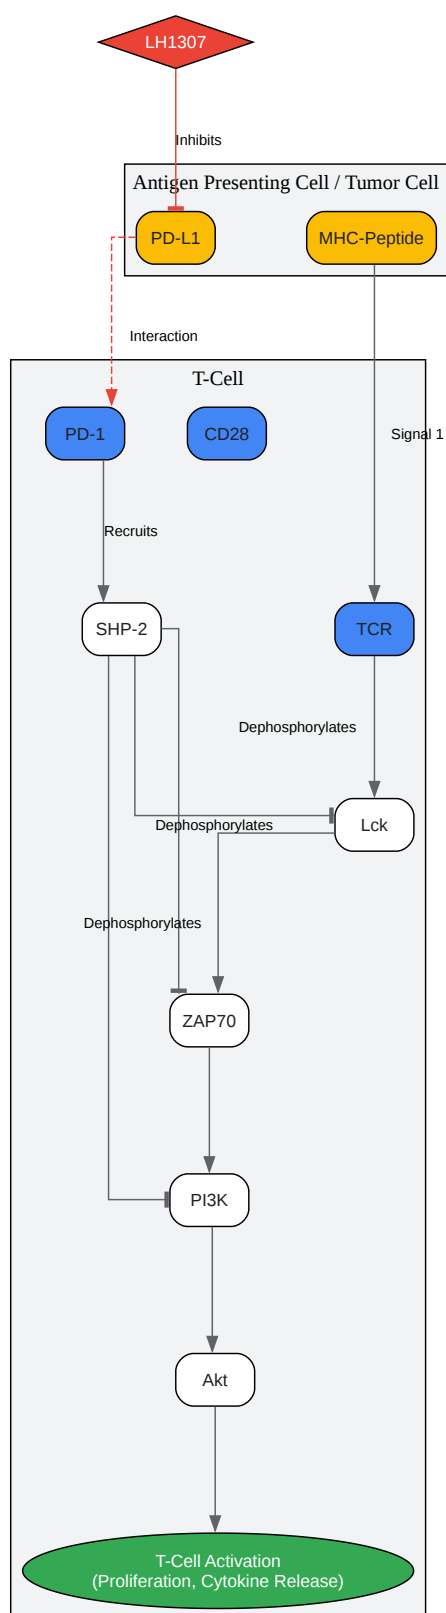 LH1307
Inhibits
Antigen Presenting Cell / Tumor Cell
PD-L1
MHC-Peptide
Interaction
T-Cell
PD-1
CD28
Signal 1
Recruits
SHP-2
TCR
Dephosphorylates
Lck
Dephosphorylates
Dephosphorylates
ZAP70
PI3K
Akt
T-Cell Activation
(Proliferation, Cytokine Release)